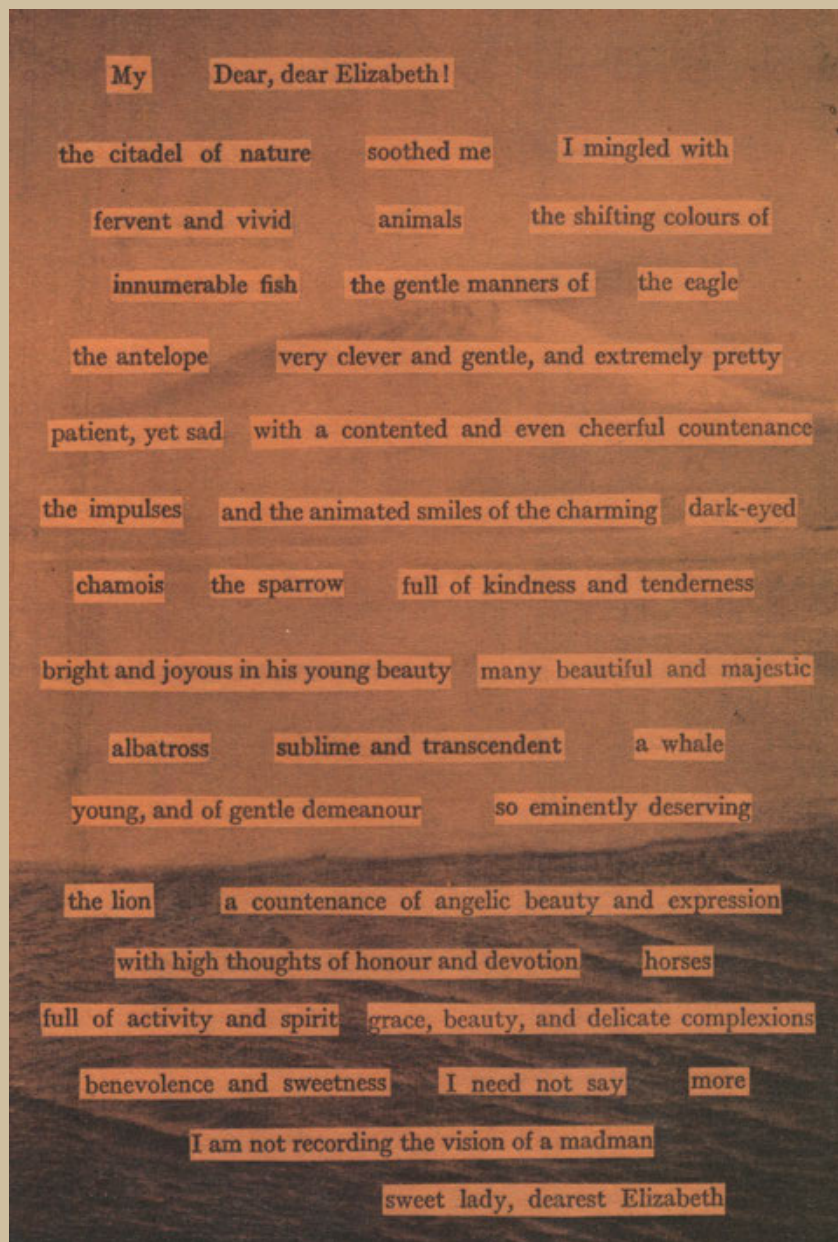 My Dear, dear Elizabeth!
the citadel of nature soothed me I mingled with
fervent and vivid animals the shifting colours of
innumerable fish the gentle manners of the eagle
the antelope very clever and gentle, and extremely pretty
patient, yet sad with a contented and even cheerful countenance
the impulses and the animated smiles of the charming dark-eyed
chamois the sparrow full of kindness and tenderness
bright and joyous in his young beauty many beautiful and majestic
albatross sublime and transcendent a whale
young, and of gentle demeanour so eminently deserving
the lion a countenance of angelic beauty and expression
with high thoughts of honour and devotion horses
full of activity and spirit grace, beauty, and delicate complexions
benevolence and sweetness I need not say more
I am not recording the vision of a madman
sweet lady, dearest Elizabeth